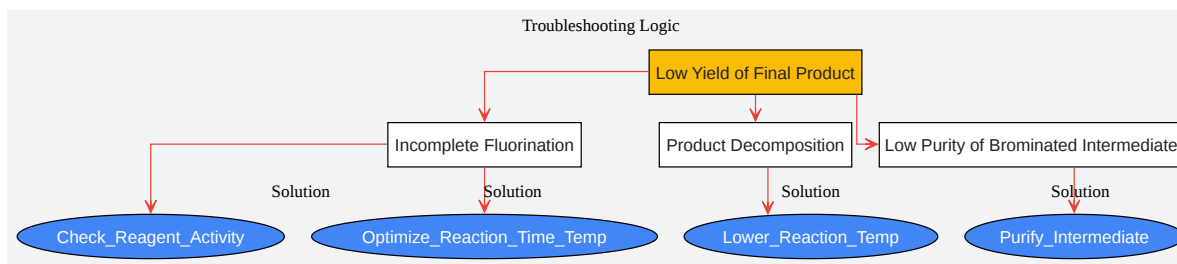 Troubleshooting Logic
Low Yield of Final Product
Incomplete Fluorination
Product Decomposition
Low Purity of Brominated Intermediate
Solution
Solution
Solution
Solution
Check_Reagent_Activity
Optimize_Reaction_Time_Temp
Lower_Reaction_Temp
Purify_Intermediate